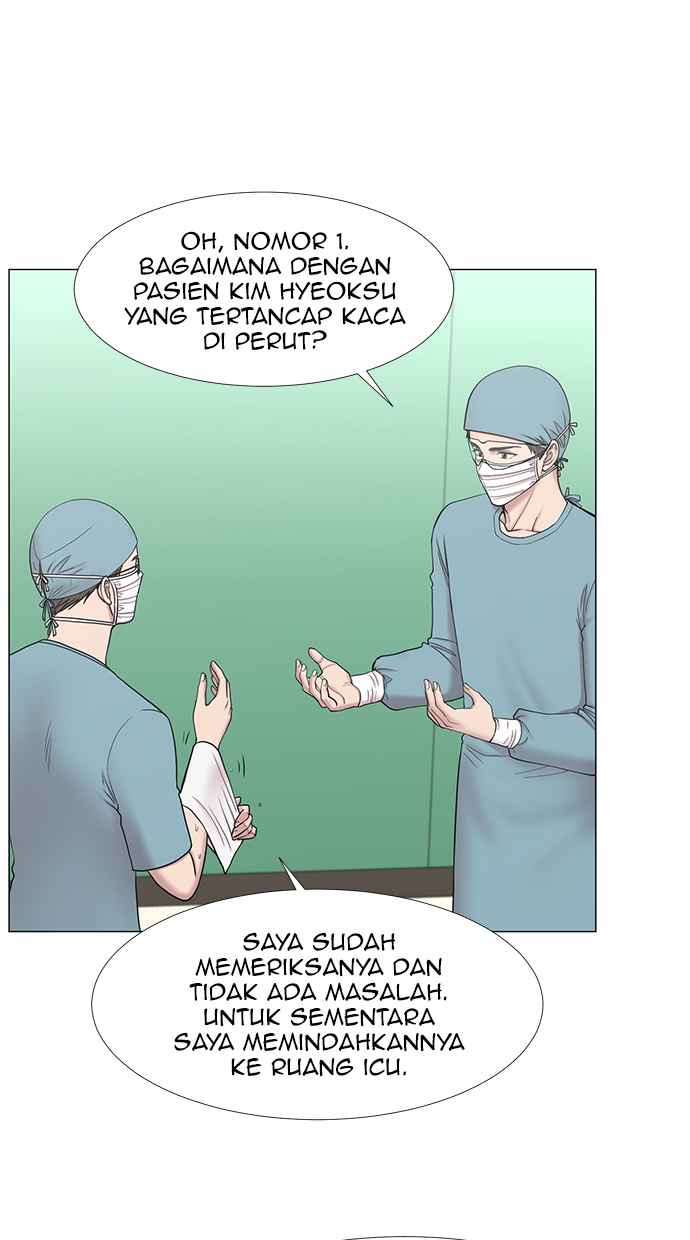 OH, NOMOR 1.
BAGAIMANA DENGAN
PASIEN KIM HYEOKSU
YANG TERTANCAP KACA
DI PERUT?
SAYA SUDAH
MEMERIKSANYA DAN
TIDAK ADA MASALAH.
UNTUK SEMENTARA
SAYA MEMINDAHKANNYA
KE RUANG ICU.